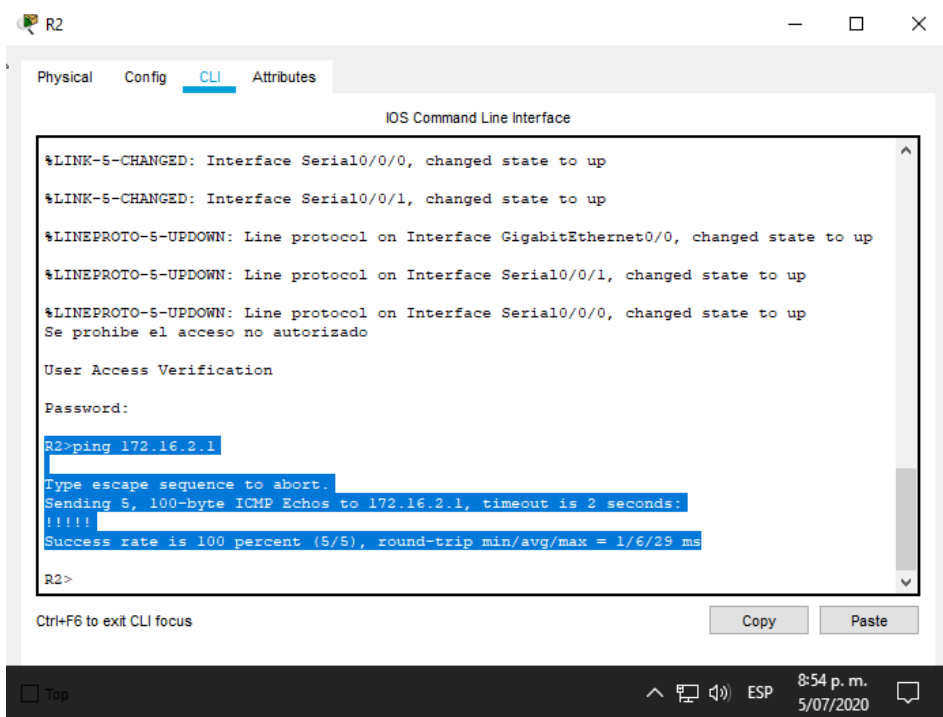 R2
Physical Config CLI Attributes
IOS Command Line Interface
%LINK-5-CHANGED: Interface Serial0/0/0, changed state to up
%LINK-5-CHANGED: Interface Serial0/0/1, changed state to up
%LINEPROTO-5-UPDOWN: Line protocol on Interface GigabitEthernet0/0, changed state to up
%LINEPROTO-5-UPDOWN: Line protocol on Interface Serial0/0/1, changed state to up
%LINEPROTO-5-UPDOWN: Line protocol on Interface Serial0/0/0, changed state to up
Se prohibe el acceso no autorizado
User Access Verification
Password:
R2>ping 172.16.2.1
Type escape sequence to abort.
Sending 5, 100-byte ICMP Echos to 172.16.2.1, timeout is 2 seconds:
!!!!!
Success rate is 100 percent (5/5), round-trip min/avg/max = 1/6/29 ms
R2>
Ctrl+F6 to exit CLI focus
Copy Paste
Top
ESP
8:54 p. m.
5/07/2020